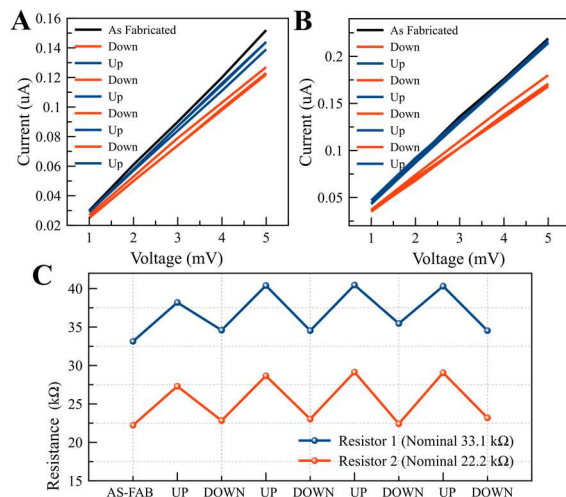 A
0.16
0.14
0.12
0.10
0.08
0.06
0.04
0.02
Current (uA)
As Fabricated
Down
Up
Down
Up
Down
Up
Down
Up
1 2 3 4 5
Voltage (mV)
B
0.2
0.15
0.1
0.05
Current (uA)
As Fabricated
Down
Up
Down
Up
Down
Up
Down
Up
1 2 3 4 5
Voltage (mV)
C
40
35
30
25
20
15
Resistance (kΩ)
Resistor 1 (Nominal 33.1 kΩ)
Resistor 2 (Nominal 22.2 kΩ)
AS-FAB UP DOWN UP DOWN UP DOWN UP DOWN